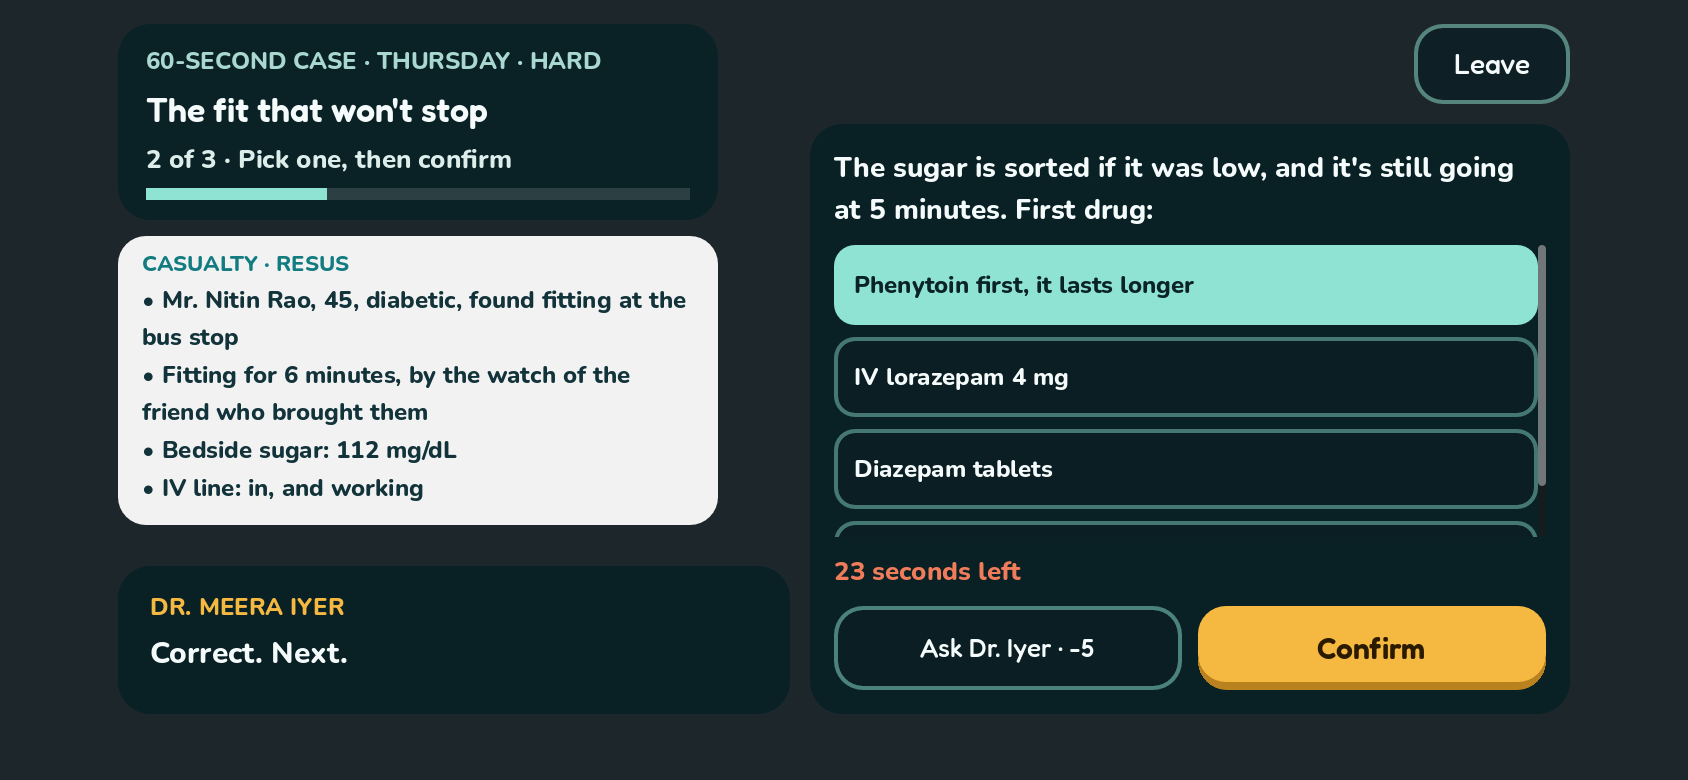 60-SECOND CASE · THURSDAY · HARD
The fit that won't stop
2 of 3 · Pick one, then confirm
CASUALTY · RESUS
• Mr. Nitin Rao, 45, diabetic, found fitting at the
bus stop
• Fitting for 6 minutes, by the watch of the
friend who brought them
• Bedside sugar: 112 mg/dL
• IV line: in, and working
DR. MEERA IYER
Correct. Next.
Leave
The sugar is sorted if it was low, and it's still going
at 5 minutes. First drug:
Phenytoin first, it lasts longer
IV lorazepam 4 mg
Diazepam tablets
23 seconds left
Ask Dr. Iyer · -5
Confirm